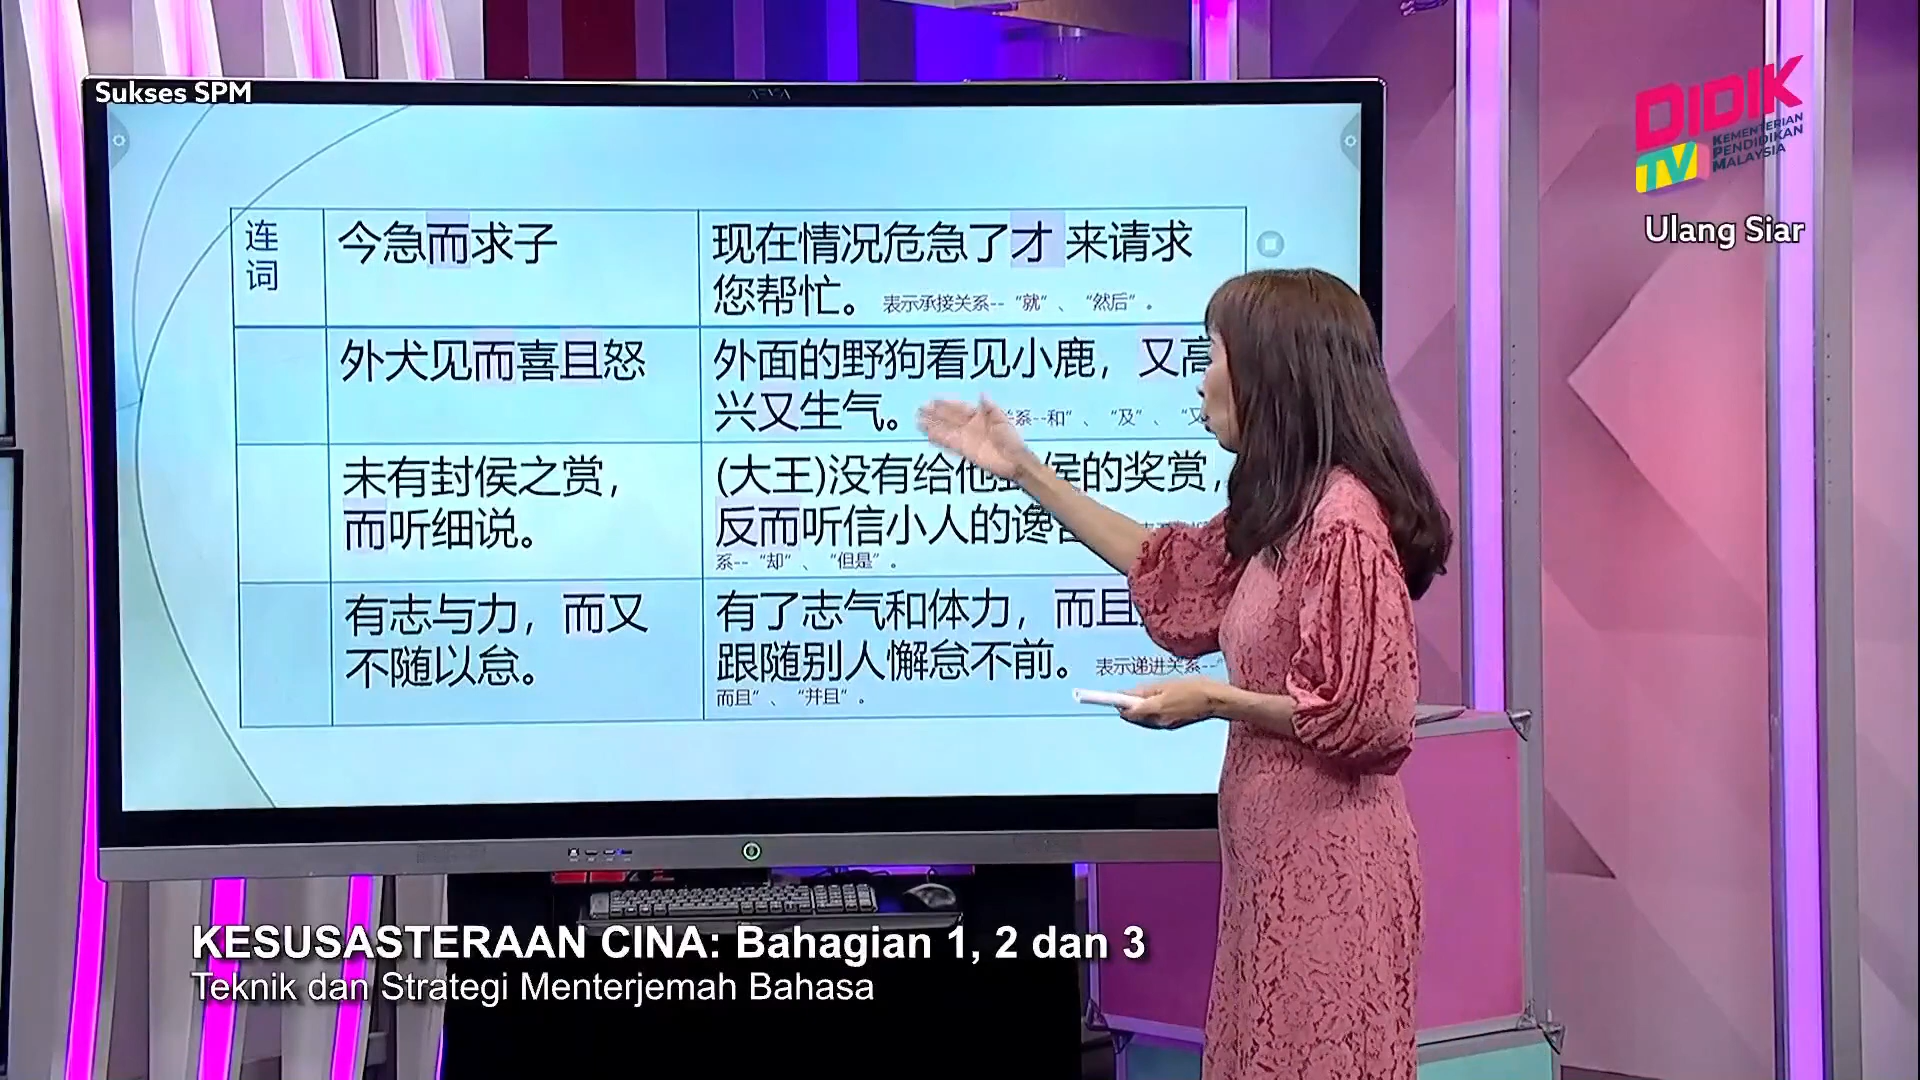 Sukses SPM
DIDIK
TV
KEMENTERIAN
PENDIDIKAN
MALAYSIA
Ulang Siar
连
词
今急而求子
现在情况危急了才 来请求
您帮忙。 表示承接关系--“就”、“然后”。
外犬见而喜且怒
外面的野狗看见小鹿，又高
兴又生气。 关系--和”、“及”、“又
未有封侯之赏，
而听细说。
(大王)没有给他 侯的奖赏，
反而听信小人的谗
系--“却”、“但是”。
有志与力，而又
不随以怠。
有了志气和体力，而且
跟随别人懈怠不前。 表示递进关系--“
而且”、“并且”。
KESUSASTERAAN CINA: Bahagian 1, 2 dan 3
Teknik dan Strategi Menterjemah Bahasa